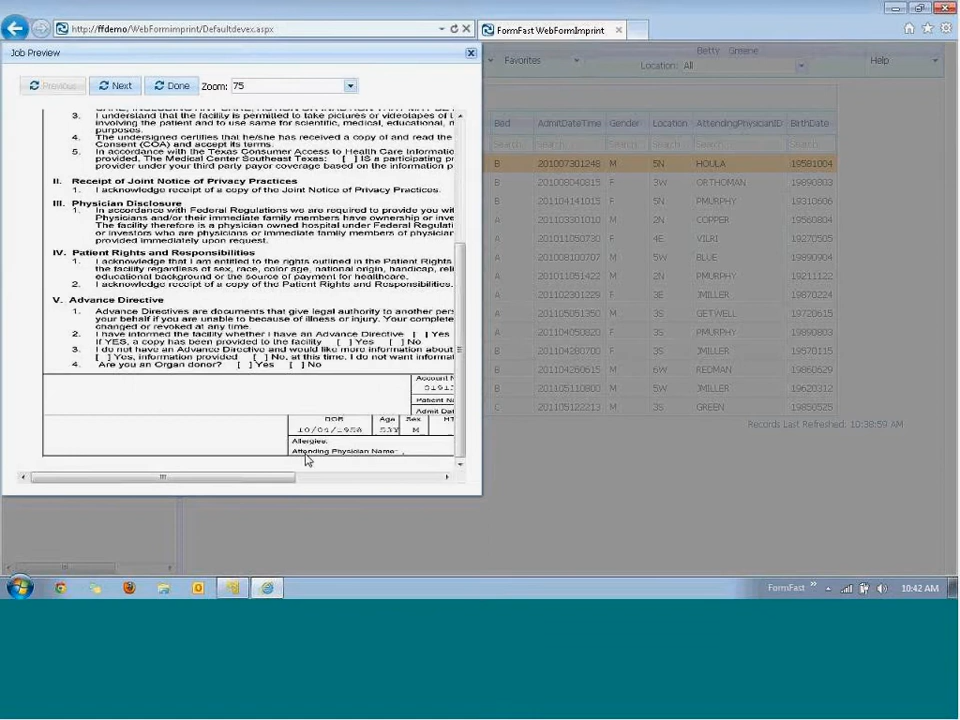 http://ffdemo/WebFormimprint/Defaultdevex.aspx
FormFast WebFormImprint
Job Preview
Betty Greene
Favorites
Location: All
Help
Previous
Next
Done
Zoom: 75
3. I understand that the facility is permitted to take pictures or videotapes of
involving the patient and to use same for scientific, medical, educational,
purposes.
4. The undersigned certifies that he/she has received a copy of and read the
Consent (COA) and accept its terms.
5. In accordance with the Texas Consumer Access to Health Care
provided, The Medical Center Southeast Texas: [ ] IS a participating
provider under your third party payor coverage based on the information
II. Receipt of Joint Notice of Privacy Practices
1. I acknowledge receipt of a copy of the Joint Notice of Privacy Practices.
III. Physician Disclosure
1. In accordance with Federal Regulations we are required to provide you
Physicians and/or their immediate family members have ownership or
The facility therefore is a physician owned hospital under Federal
or investors who are physicians or immediate family members of
provided immediately upon request.
IV. Patient Rights and Responsibilities
1. I acknowledge that I am entitled to the rights outlined in the Patient Rights
the facility regardless of sex, race, color age, national origin, handicap,
educational background or the source of payment for healthcare.
2. I acknowledge receipt of a copy of the Patient Rights and Responsibilities.
V. Advance Directive
1. Advance Directives are documents that give legal authority to another
your behalf if you are unable to because of illness or injury. Your
changed or revoked at any time.
2. I have informed the facility whether I have an Advance Directive [ ] Yes
If YES, a copy has been provided to the facility [ ] Yes [ ] No
3. I do not have an Advance Directive and would like more information about
[ ] Yes, information provided [ ] No, at this time, I do not want
4. Are you an Organ donor? [ ] Yes [ ] No
Account
Patient
Admit
DOB Age Sex
10/04/1958 53Y M
Allergies:
Attending Physician Name: ,
Bed AdmitDateTime Gender Location AttendingPhysicianID BirthDate
Search Search Search Search Search Search
B 201007301248 M 5N HOULA 19581004
B 201008040815 F 3W ORTHOMAN 19890803
B 201104141015 F 5N PMURPHY 19310606
A 201103301010 M 2N COPPER 19560804
A 201011050730 F 4E VILRI 19270505
A 201008100707 M 5W BLUE 19890904
A 201011051422 M 2N PMURPHY 19211122
A 201102301229 F 3E JMILLER 19870224
A 201105051350 M 3S GETWELL 19720615
A 201104050820 F 3S PMURPHY 19890803
B 201104280700 F 3S JMILLER 19570115
B 201104260615 M 6W REDMAN 19860629
B 201105110800 M 5W JMILLER 19620312
C 201105122213 M 3S GREEN 19850525
Records Last Refreshed: 10:38:59 AM
FormFast
10:42 AM